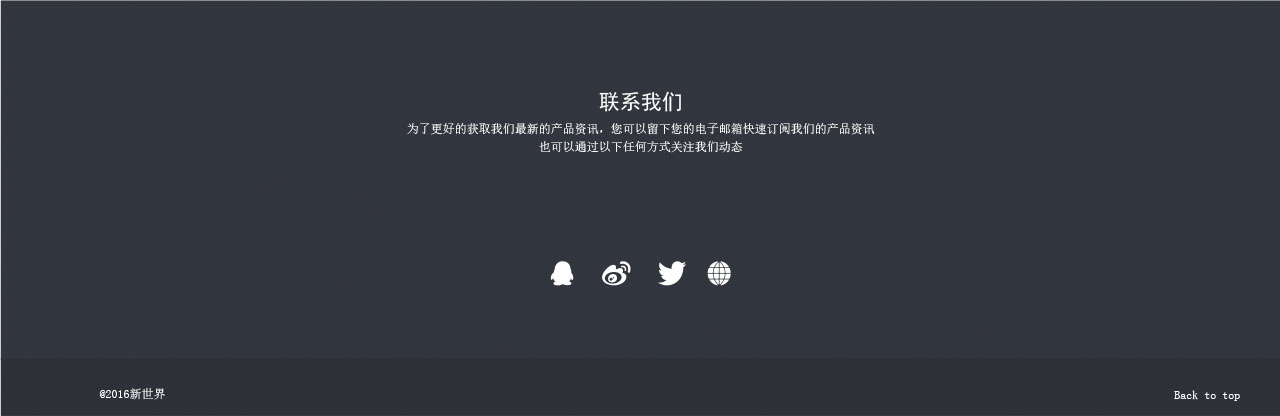 联系我们
为了更好的获取我们最新的产品资讯，您可以留下您的电子邮箱快速订阅我们的产品资讯
也可以通过以下任何方式关注我们动态
@2016新世界
Back to top